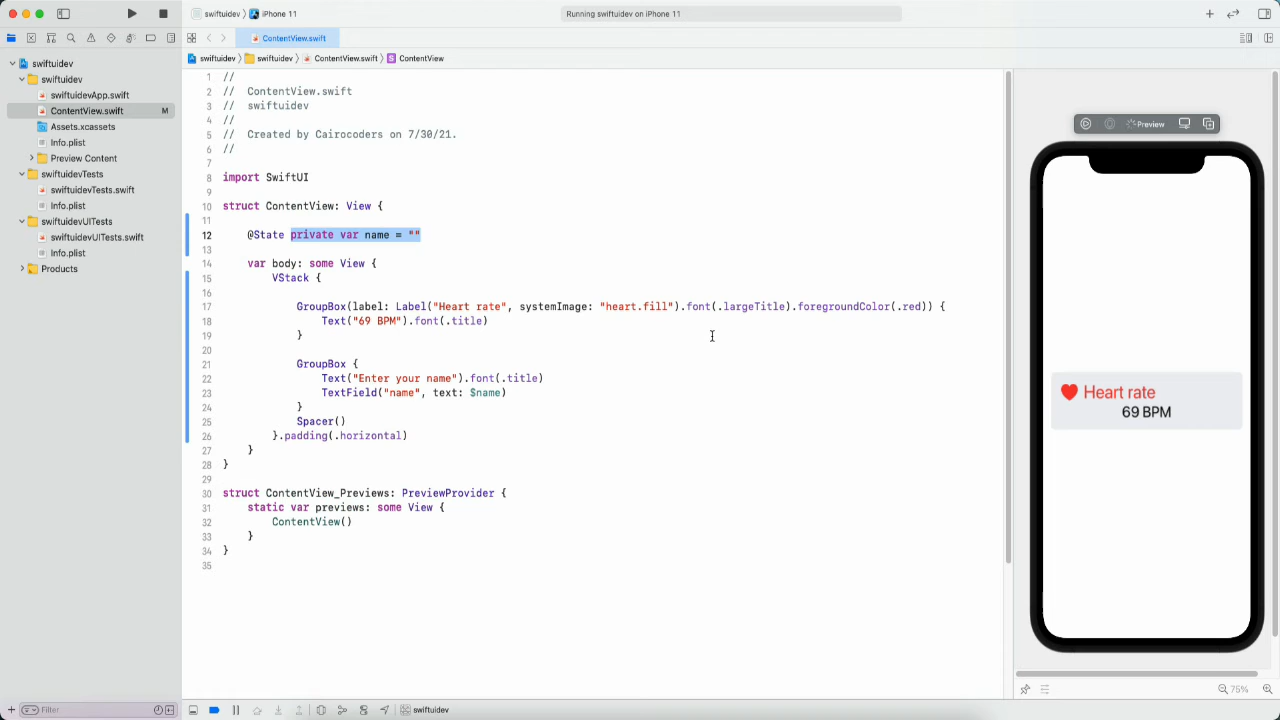 swiftuidev
iPhone 11
Running swiftuidev on iPhone 11
ContentView.swift
swiftuidev
swiftuidev
ContentView.swift
ContentView
swiftuidev
swiftuidev
swiftuidevApp.swift
ContentView.swift
M
Assets.xcassets
Info.plist
Preview Content
swiftuidevTests
swiftuidevTests.swift
Info.plist
swiftuidevUITests
swiftuidevUITests.swift
Info.plist
Products
1 //
2 // ContentView.swift
3 // swiftuidev
4 //
5 // Created by Cairocoders on 7/30/21.
6 //
7
8 import SwiftUI
9
10 struct ContentView: View {
11
12 @State private var name = ""
13
14 var body: some View {
15 VStack {
16
17 GroupBox(label: Label("Heart rate", systemImage: "heart.fill").font(.largeTitle).foregroundColor(.red)) {
18 Text("69 BPM").font(.title)
19 }
20
21 GroupBox {
22 Text("Enter your name").font(.title)
23 TextField("name", text: $name)
24 }
25 Spacer()
26 }.padding(.horizontal)
27 }
28 }
29
30 struct ContentView_Previews: PreviewProvider {
31 static var previews: some View {
32 ContentView()
33 }
34 }
35
Preview
Heart rate
69 BPM
Filter
swiftuidev
75%